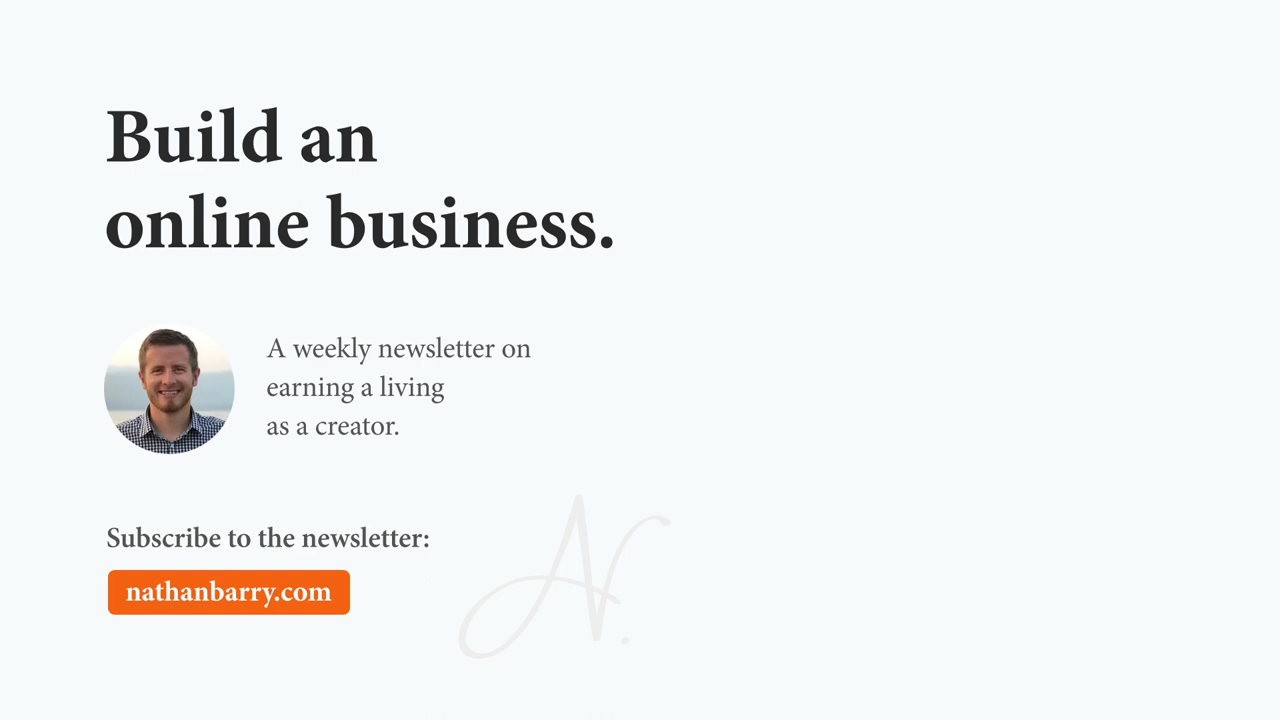 Build an
online business.
A weekly newsletter on
earning a living
as a creator.
Subscribe to the newsletter:
nathanbarry.com
N.